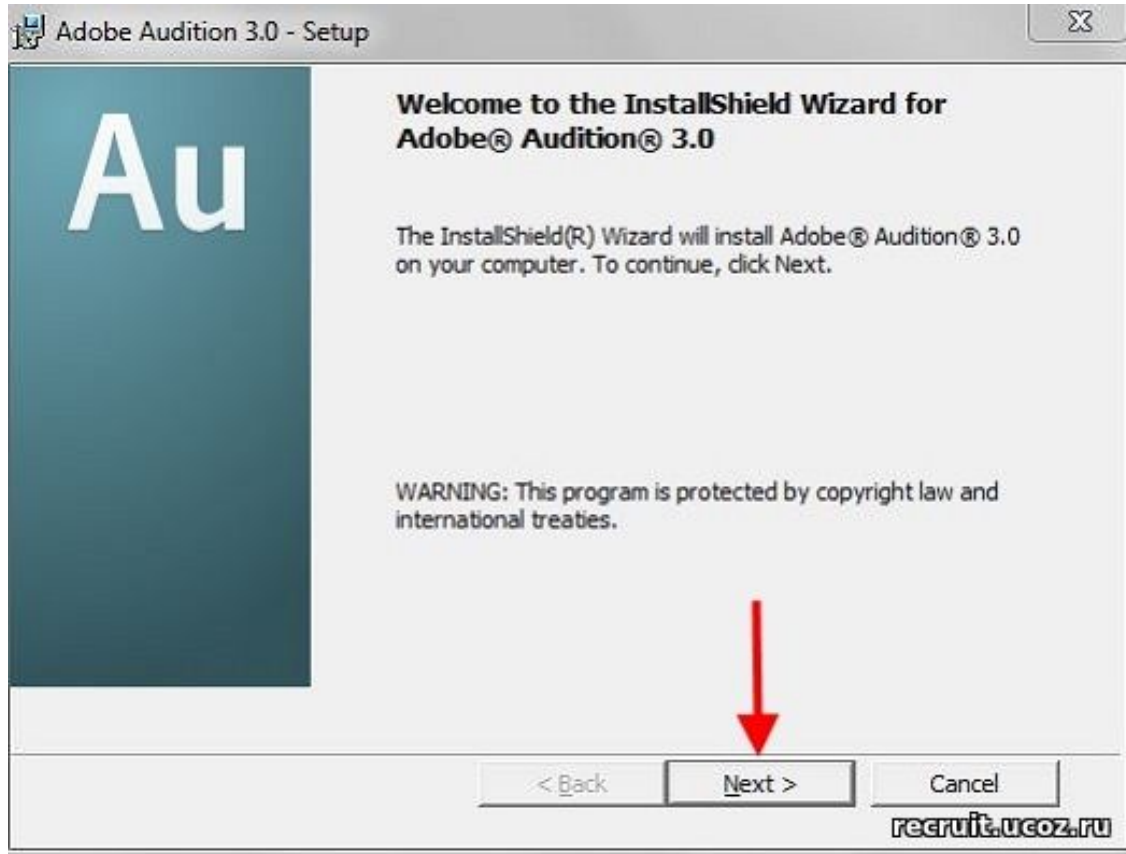 Adobe Audition 3.0 - Setup
Au
Welcome to the InstallShield Wizard for
Adobe® Audition® 3.0
The InstallShield(R) Wizard will install Adobe® Audition® 3.0
on your computer. To continue, click Next.
WARNING: This program is protected by copyright law and
international treaties.
< Back Next > Cancel
recruit.ucoz.ru